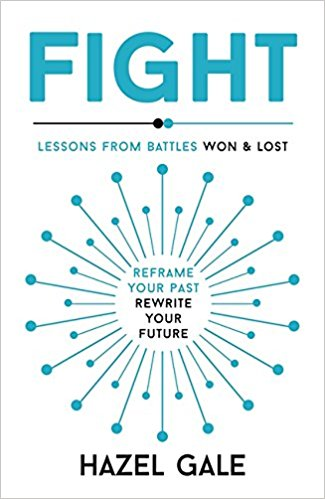 FIGHT
LESSONS FROM BATTLES WON & LOST
REFRAME
YOUR PAST
REWRITE
YOUR
FUTURE
HAZEL GALE